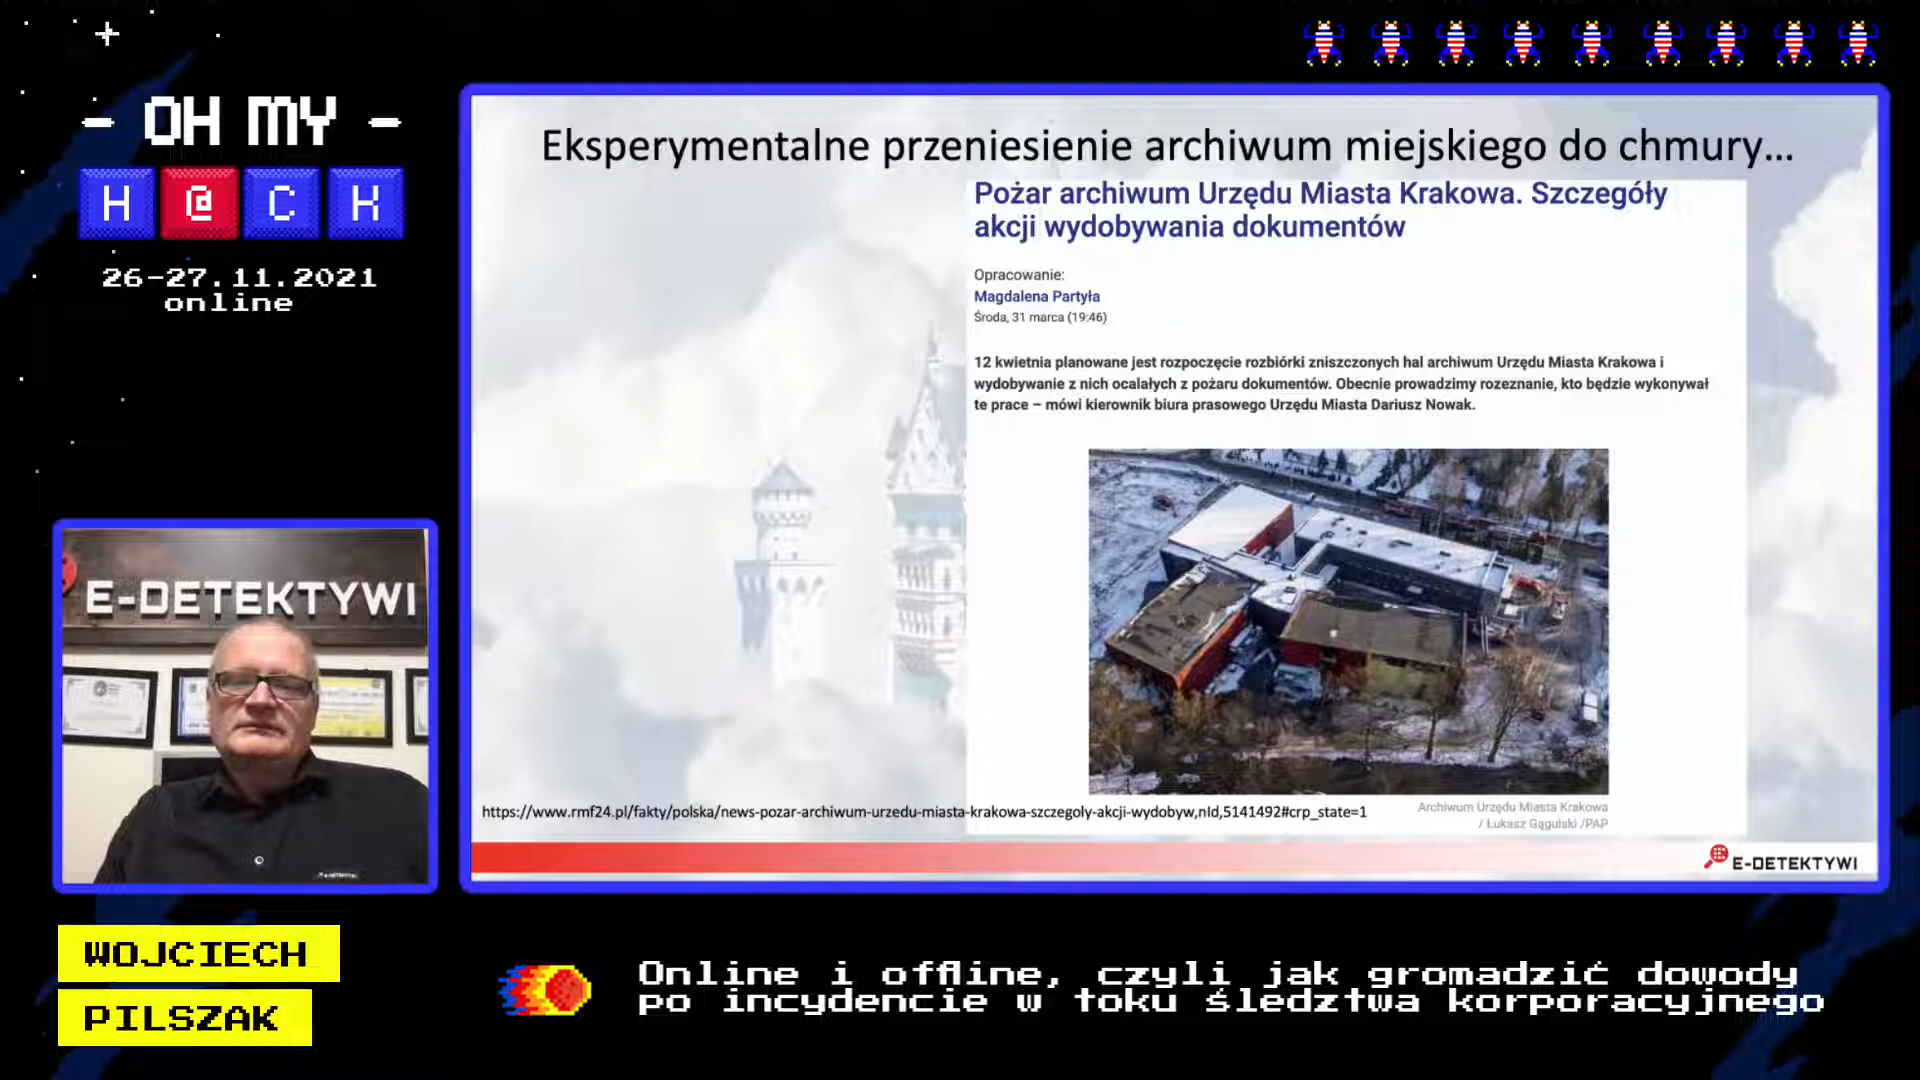 - OH MY -
H @ C K
26-27.11.2021
online
E-DETEKTYWI
WOJCIECH
PILSZAK
Eksperymentalne przeniesienie archiwum miejskiego do chmury...
Pożar archiwum Urzędu Miasta Krakowa. Szczegóły
akcji wydobywania dokumentów
Opracowanie:
Magdalena Partyła
Środa, 31 marca (19:46)
12 kwietnia planowane jest rozpoczęcie rozbiórki zniszczonych hal archiwum Urzędu Miasta Krakowa i
wydobywanie z nich ocalałych z pożaru dokumentów. Obecnie prowadzimy rozeznanie, kto będzie wykonywał
te prace – mówi kierownik biura prasowego Urzędu Miasta Dariusz Nowak.
https://www.rmf24.pl/fakty/polska/news-pozar-archiwum-urzedu-miasta-krakowa-szczegoly-akcji-wydobyw,nId,5141492#crp_state=1
Archiwum Urzędu Miasta Krakowa
/ Łukasz Gągulski /PAP
E-DETEKTYWI
Online i offline, czyli jak gromadzić dowody
po incydencie w toku śledztwa korporacyjnego